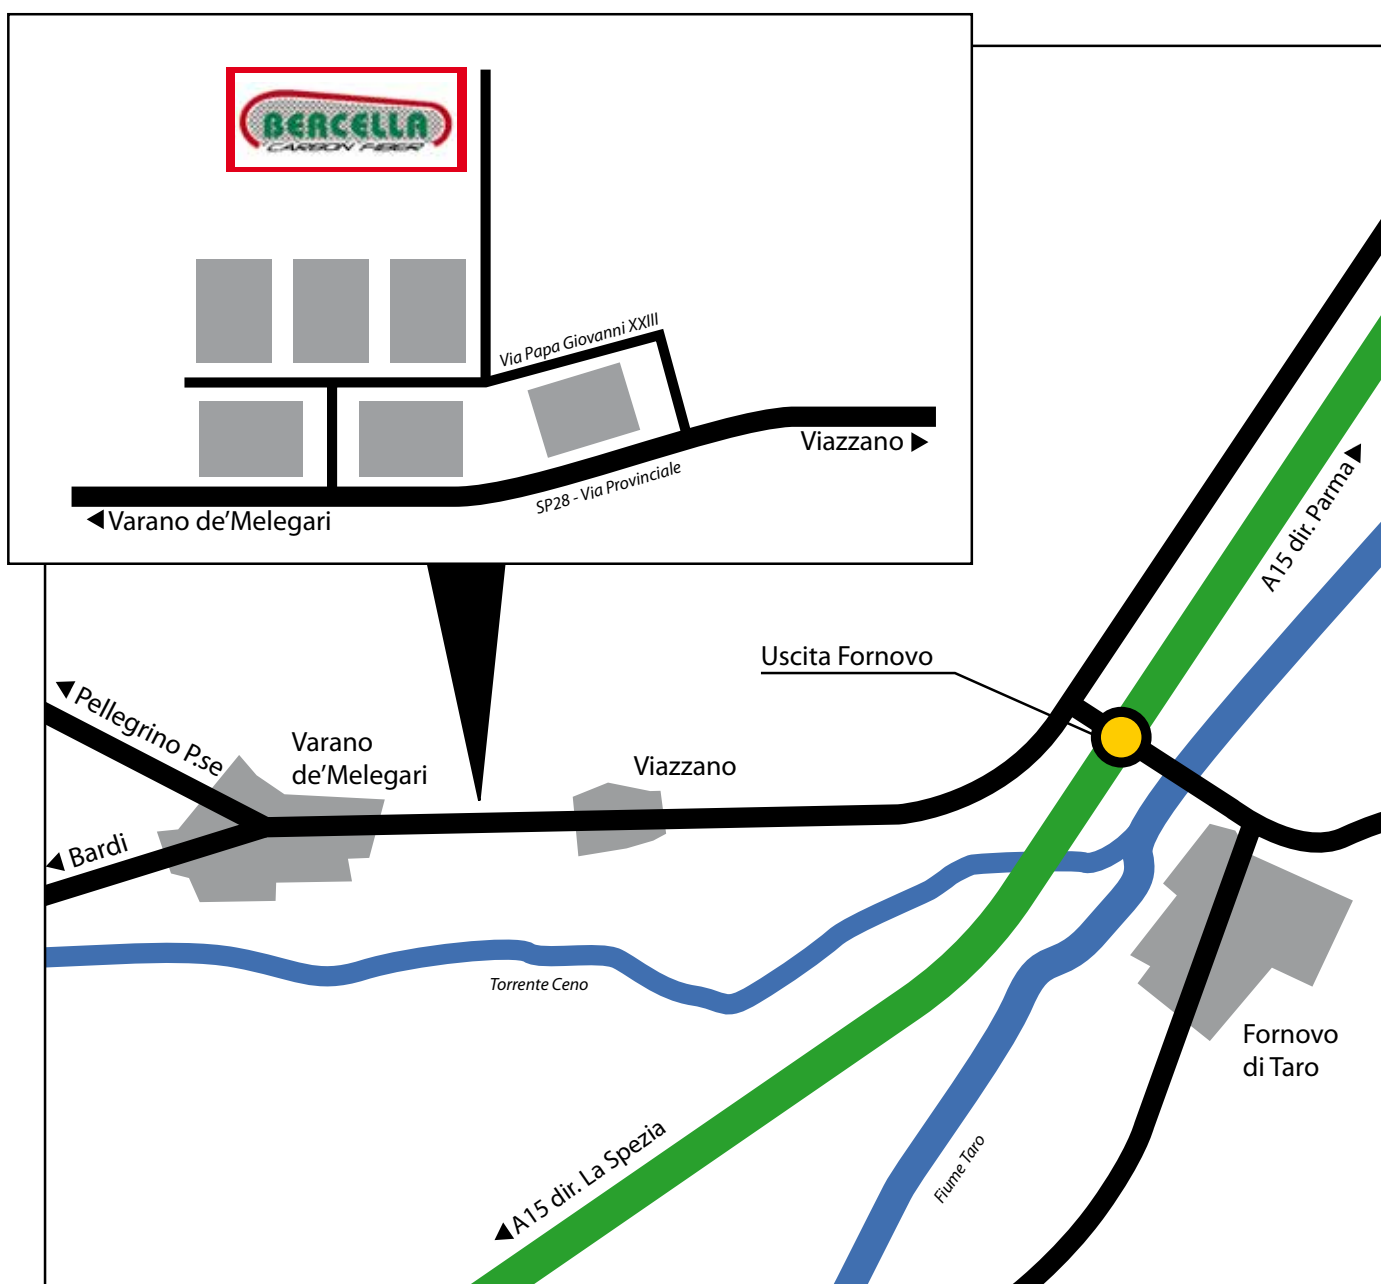 BERCELLA
CARBON FIBER
Via Papa Giovanni XXIII
Viazzano
SP28 - Via Provinciale
Varano de'Melegari
A15 dir. Parma
Uscita Fornovo
Pellegrino P.se
Varano
de'Melegari
Viazzano
Bardi
Torrente Ceno
Fornovo
di Taro
A15 dir. La Spezia
Fiume Taro